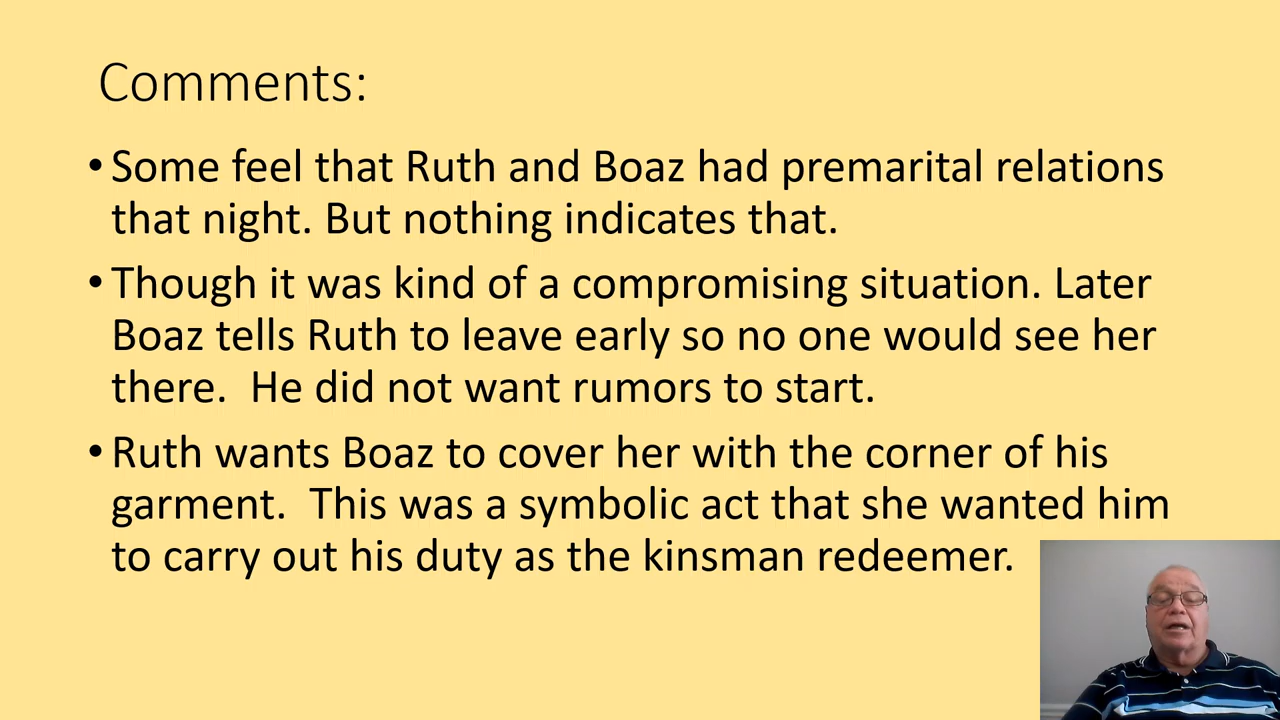 Comments:
• Some feel that Ruth and Boaz had premarital relations
that night. But nothing indicates that.
• Though it was kind of a compromising situation. Later
Boaz tells Ruth to leave early so no one would see her
there.  He did not want rumors to start.
• Ruth wants Boaz to cover her with the corner of his
garment.  This was a symbolic act that she wanted him
to carry out his duty as the kinsman redeemer.